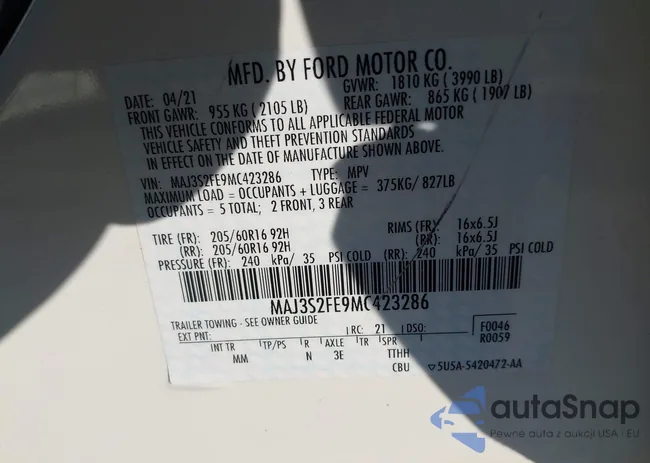 MFD. BY FORD MOTOR CO.
DATE: 04/21 GVWR: 1810 KG ( 3990 LB)
FRONT GAWR: 955 KG ( 2105 LB) REAR GAWR: 865 KG ( 1907 LB)
THIS VEHICLE CONFORMS TO ALL APPLICABLE FEDERAL MOTOR
VEHICLE SAFETY AND THEFT PREVENTION STANDARDS
IN EFFECT ON THE DATE OF MANUFACTURE SHOWN ABOVE.
VIN: MAJ3S2FE9MC423286 TYPE: MPV
MAXIMUM LOAD = OCCUPANTS + LUGGAGE = 375KG/ 827LB
OCCUPANTS = 5 TOTAL; 2 FRONT, 3 REAR
TIRE (FR): 205/60R16 92H RIMS (FR): 16x6.5J
(RR): 205/60R16 92H (RR): 16x6.5J
PRESSURE (FR): 240 kPa/ 35 PSI COLD (RR): 240 kPa/ 35 PSI COLD
MAJ3S2FE9MC423286
TRAILER TOWING - SEE OWNER GUIDE
EXT PNT: RC: 21 DSO: F0046
R0059
INT TR TP/PS R AXLE TR SPR
MM N 3E TTHH
CBU 5U5A-5420472-AA
autoSnap
Pewne auta z aukcji USA i EU